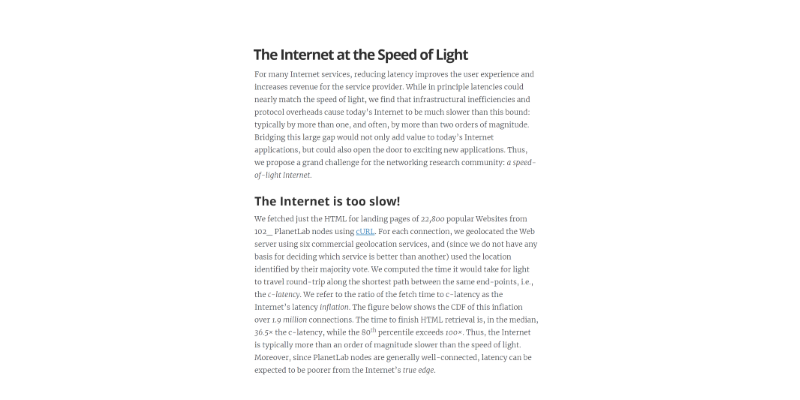 The Internet at the Speed of Light
For many Internet services, reducing latency improves the user experience and
increases revenue for the service provider. While in principle latencies could
nearly match the speed of light, we find that infrastructural inefficiencies and
protocol overheads cause today's Internet to be much slower than this bound:
typically by more than one, and often, by more than two orders of magnitude.
Bridging this large gap would not only add value to today's Internet
applications, but could also open the door to exciting new applications. Thus,
we propose a grand challenge for the networking research community: a speed-
of-light Internet.
The Internet is too slow!
We fetched just the HTML for landing pages of 22,800 popular Websites from
102_ PlanetLab nodes using cURL. For each connection, we geolocated the Web
server using six commercial geolocation services, and (since we do not have any
basis for deciding which service is better than another) used the location
identified by their majority vote. We computed the time it would take for light
to travel round-trip along the shortest path between the same end-points, i.e.,
the c-latency. We refer to the ratio of the fetch time to c-latency as the
Internet's latency inflation. The figure below shows the CDF of this inflation
over 1.9 million connections. The time to finish HTML retrieval is, in the median,
36.5× the c-latency, while the 80th percentile exceeds 100×. Thus, the Internet
is typically more than an order of magnitude slower than the speed of light.
Moreover, since PlanetLab nodes are generally well-connected, latency can be
expected to be poorer from the Internet's true edge.